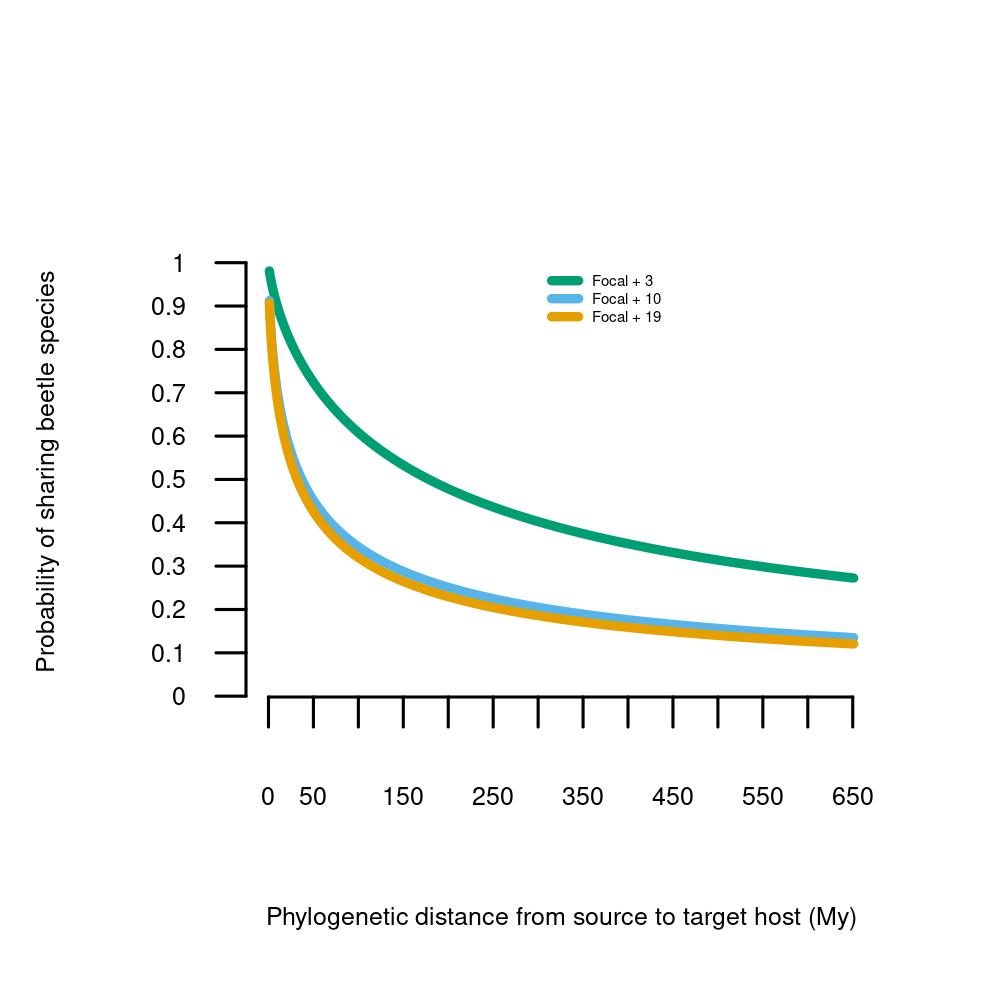 Probability of sharing beetle species
1
0.9
0.8
0.7
0.6
0.5
0.4
0.3
0.2
0.1
0
Focal + 3
Focal + 10
Focal + 19
0 50 150 250 350 450 550 650
Phylogenetic distance from source to target host (My)